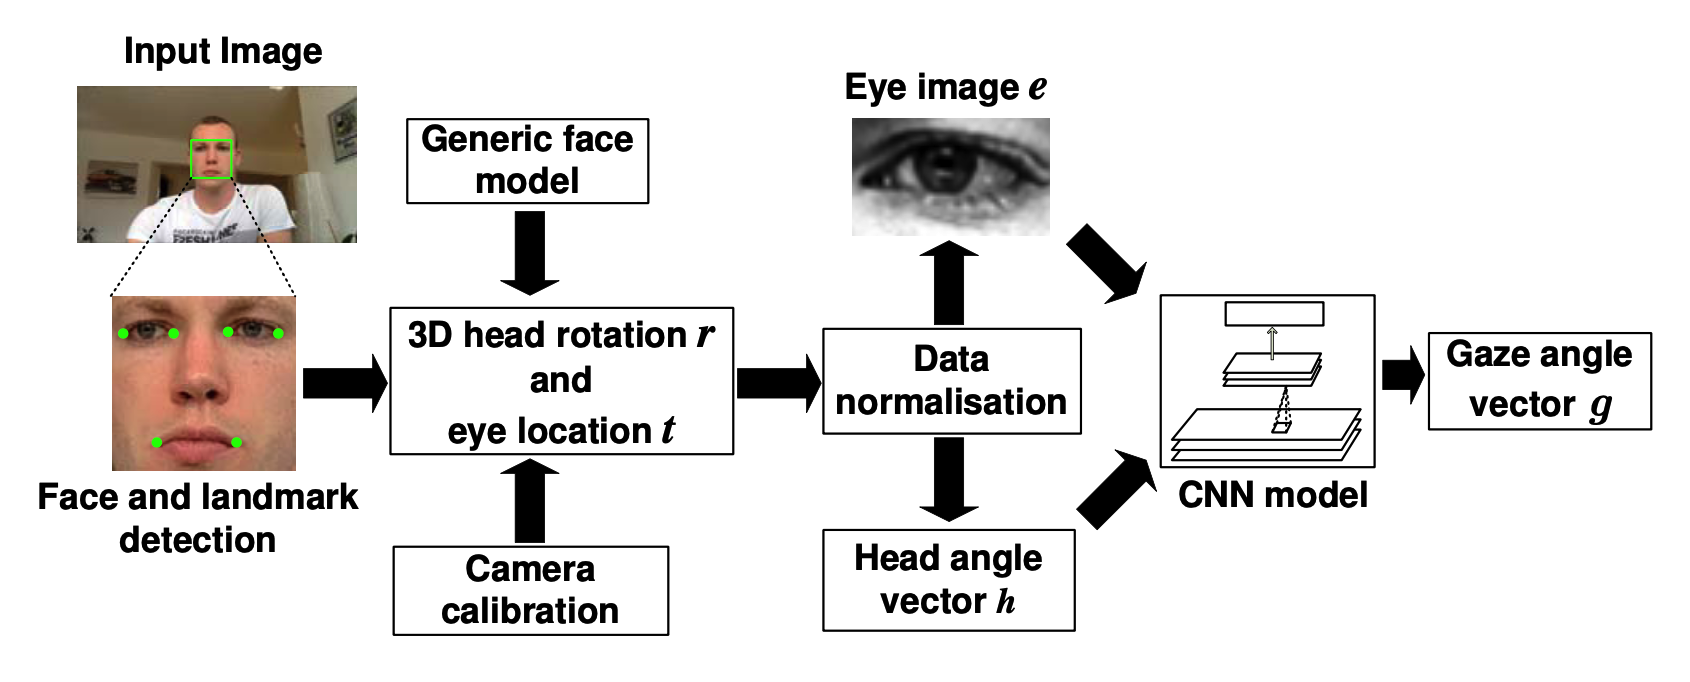 Input Image
Face and landmark
detection
Generic face
model
3D head rotation r
and
eye location t
Camera
calibration
Eye image e
Data
normalisation
Head angle
vector h
CNN model
Gaze angle
vector g